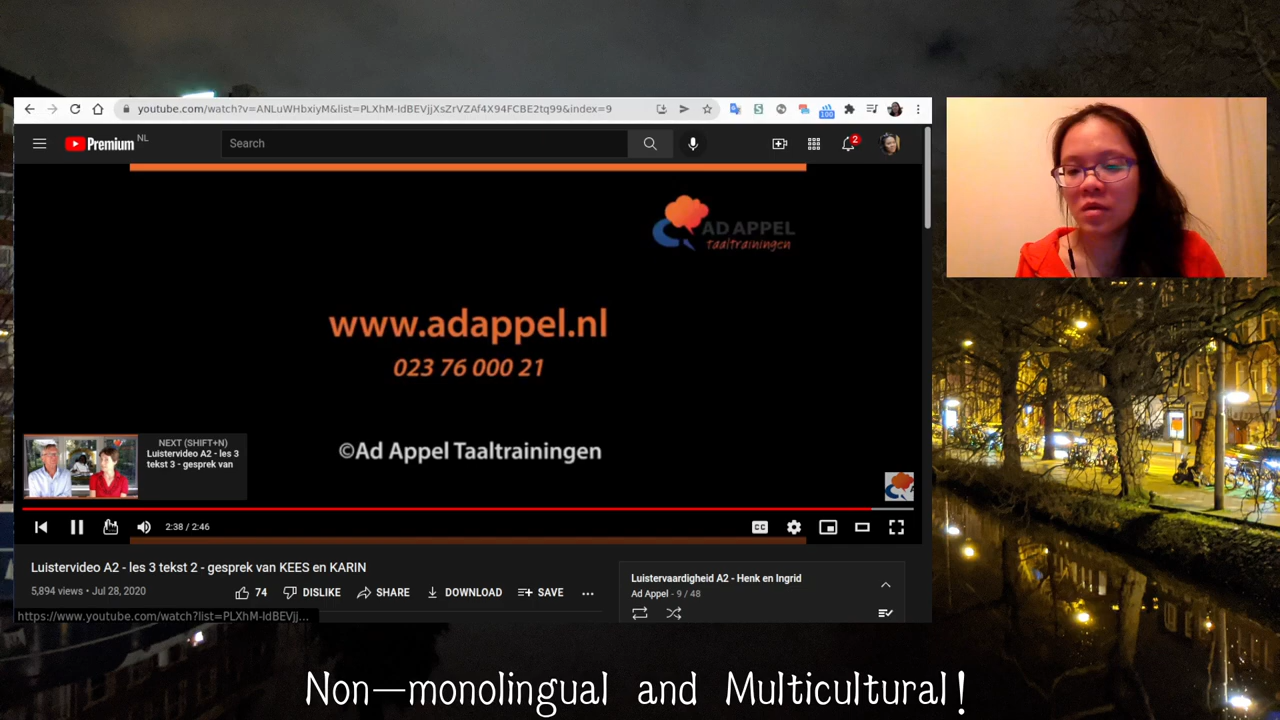 youtube.com/watch?v=ANLuWHbxiyM&list=PLXhM-IdBEVjjXsZrVZAf4X94FCBE2tq99&index=9
100
Premium NL
Search
2
AD APPEL
taaltrainingen
www.adappel.nl
023 76 000 21
©Ad Appel Taaltrainingen
NEXT (SHIFT+N)
Luistervideo A2 - les 3
tekst 3 - gesprek van
2:38 / 2:46
CC
Luistervideo A2 - les 3 tekst 2 - gesprek van KEES en KARIN
5,894 views • Jul 28, 2020
74
DISLIKE
SHARE
DOWNLOAD
SAVE
Luistervaardigheid A2 - Henk en Ingrid
Ad Appel - 9 / 48
https://www.youtube.com/watch?list=PLXhM-IdBEVjj...
Non-monolingual and Multicultural!